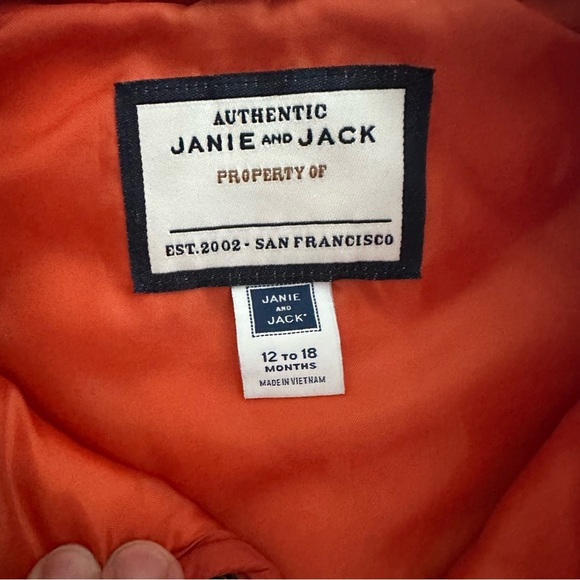 AUTHENTIC
JANIE AND JACK
PROPERTY OF
EST.2002 - SAN FRANCISCO
JANIE
AND
JACK
12 TO 18
MONTHS
MADE IN VIETNAM